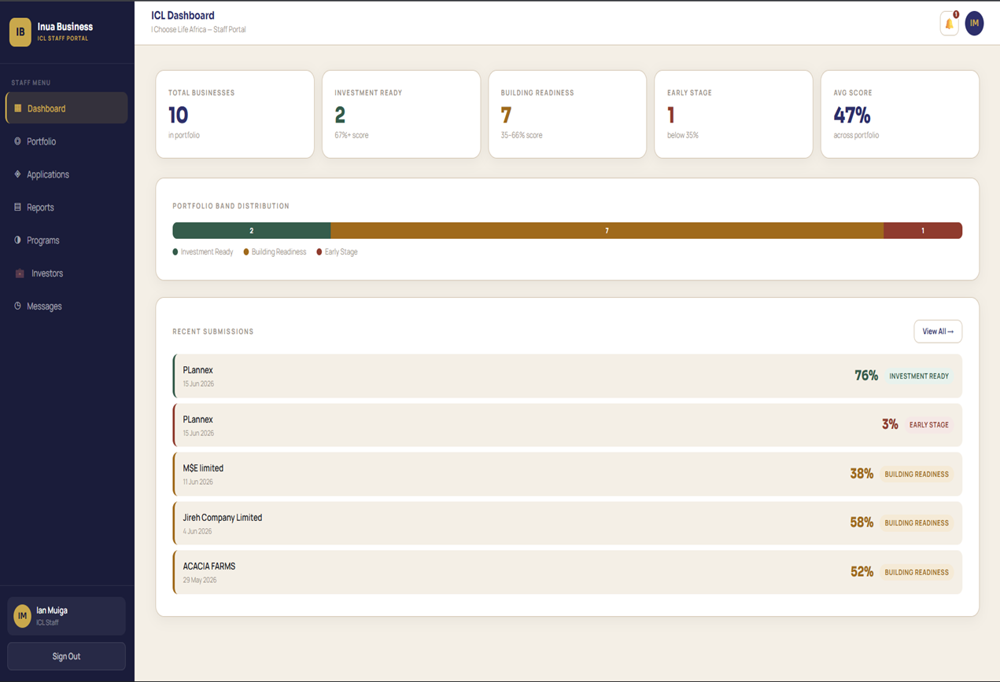 IB
Inua Business
ICL STAFF PORTAL
STAFF MENU
Dashboard
Portfolio
Applications
Reports
Programs
Investors
Messages
IM
Ian Muiga
ICL Staff
Sign Out
ICL Dashboard
I Choose Life Africa — Staff Portal
1
IM
TOTAL BUSINESSES
10
in portfolio
INVESTMENT READY
2
67%+ score
BUILDING READINESS
7
35–66% score
EARLY STAGE
1
below 35%
AVG SCORE
47%
across portfolio
PORTFOLIO BAND DISTRIBUTION
2 7 1
Investment Ready Building Readiness Early Stage
RECENT SUBMISSIONS
View All →
PLannex
15 Jun 2026
76% INVESTMENT READY
PLannex
15 Jun 2026
3% EARLY STAGE
M$E limited
11 Jun 2026
38% BUILDING READINESS
Jireh Company Limited
4 Jun 2026
58% BUILDING READINESS
ACACIA FARMS
29 May 2026
52% BUILDING READINESS